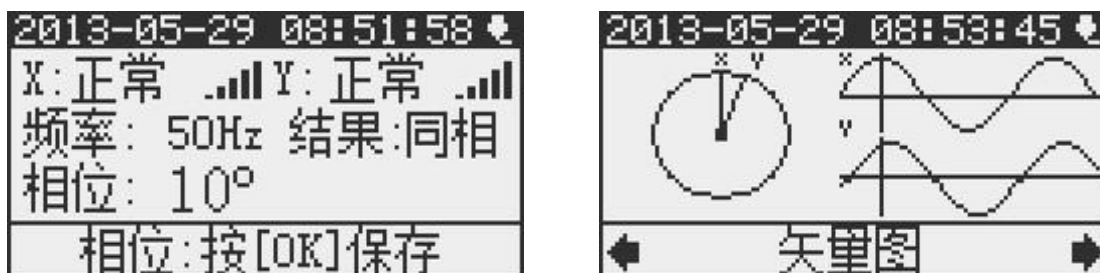 2013-05-29 08:51:58
X:正常 Y:正常
频率: 50Hz 结果:同相
相位: 10°
相位:按[OK]保存
2013-05-29 08:53:45
X Y
X
Y
矢量图